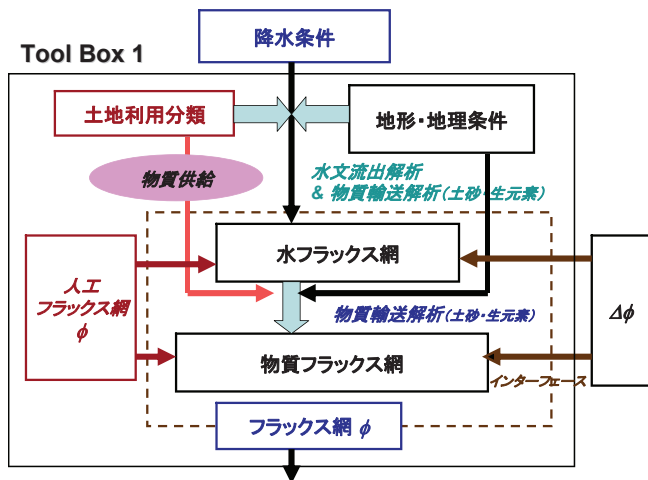 降水条件
Tool Box 1
土地利用分類
地形・地理条件
物質供給
水文流出解析
& 物質輸送解析(土砂・生元素)
水フラックス網
人工
フラックス網
ϕ
Δϕ
物質輸送解析(土砂・生元素)
物質フラックス網
インターフェース
フラックス網 ϕ